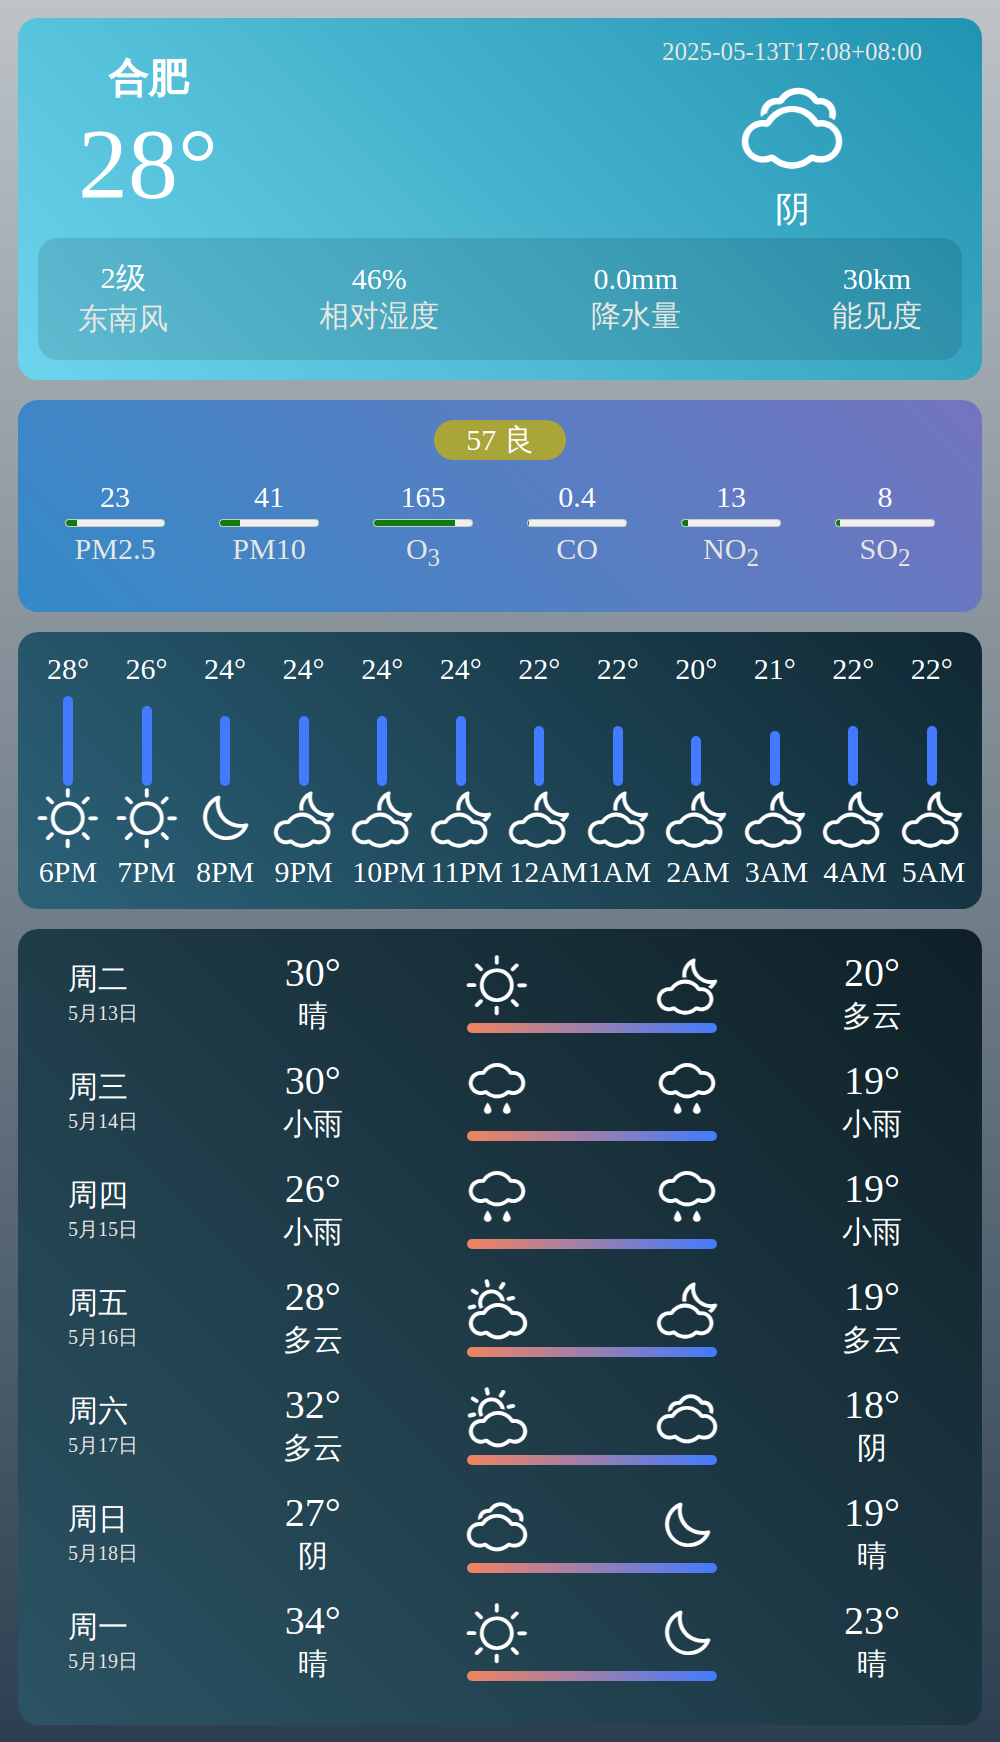 合肥
28°
2025-05-13T17:08+08:00
阴
2级 46% 0.0mm 30km
东南风 相对湿度 降水量 能见度
57 良
23 41 165 0.4 13 8
PM2.5 PM10 O3 CO NO2 SO2
28° 26° 24° 24° 24° 24° 22° 22° 20° 21° 22° 22°
6PM 7PM 8PM 9PM 10PM 11PM 12AM 1AM 2AM 3AM 4AM 5AM
周二 30° 20°
5月13日 晴 多云
周三 30° 19°
5月14日 小雨 小雨
周四 26° 19°
5月15日 小雨 小雨
周五 28° 19°
5月16日 多云 多云
周六 32° 18°
5月17日 多云 阴
周日 27° 19°
5月18日 阴 晴
周一 34° 23°
5月19日 晴 晴